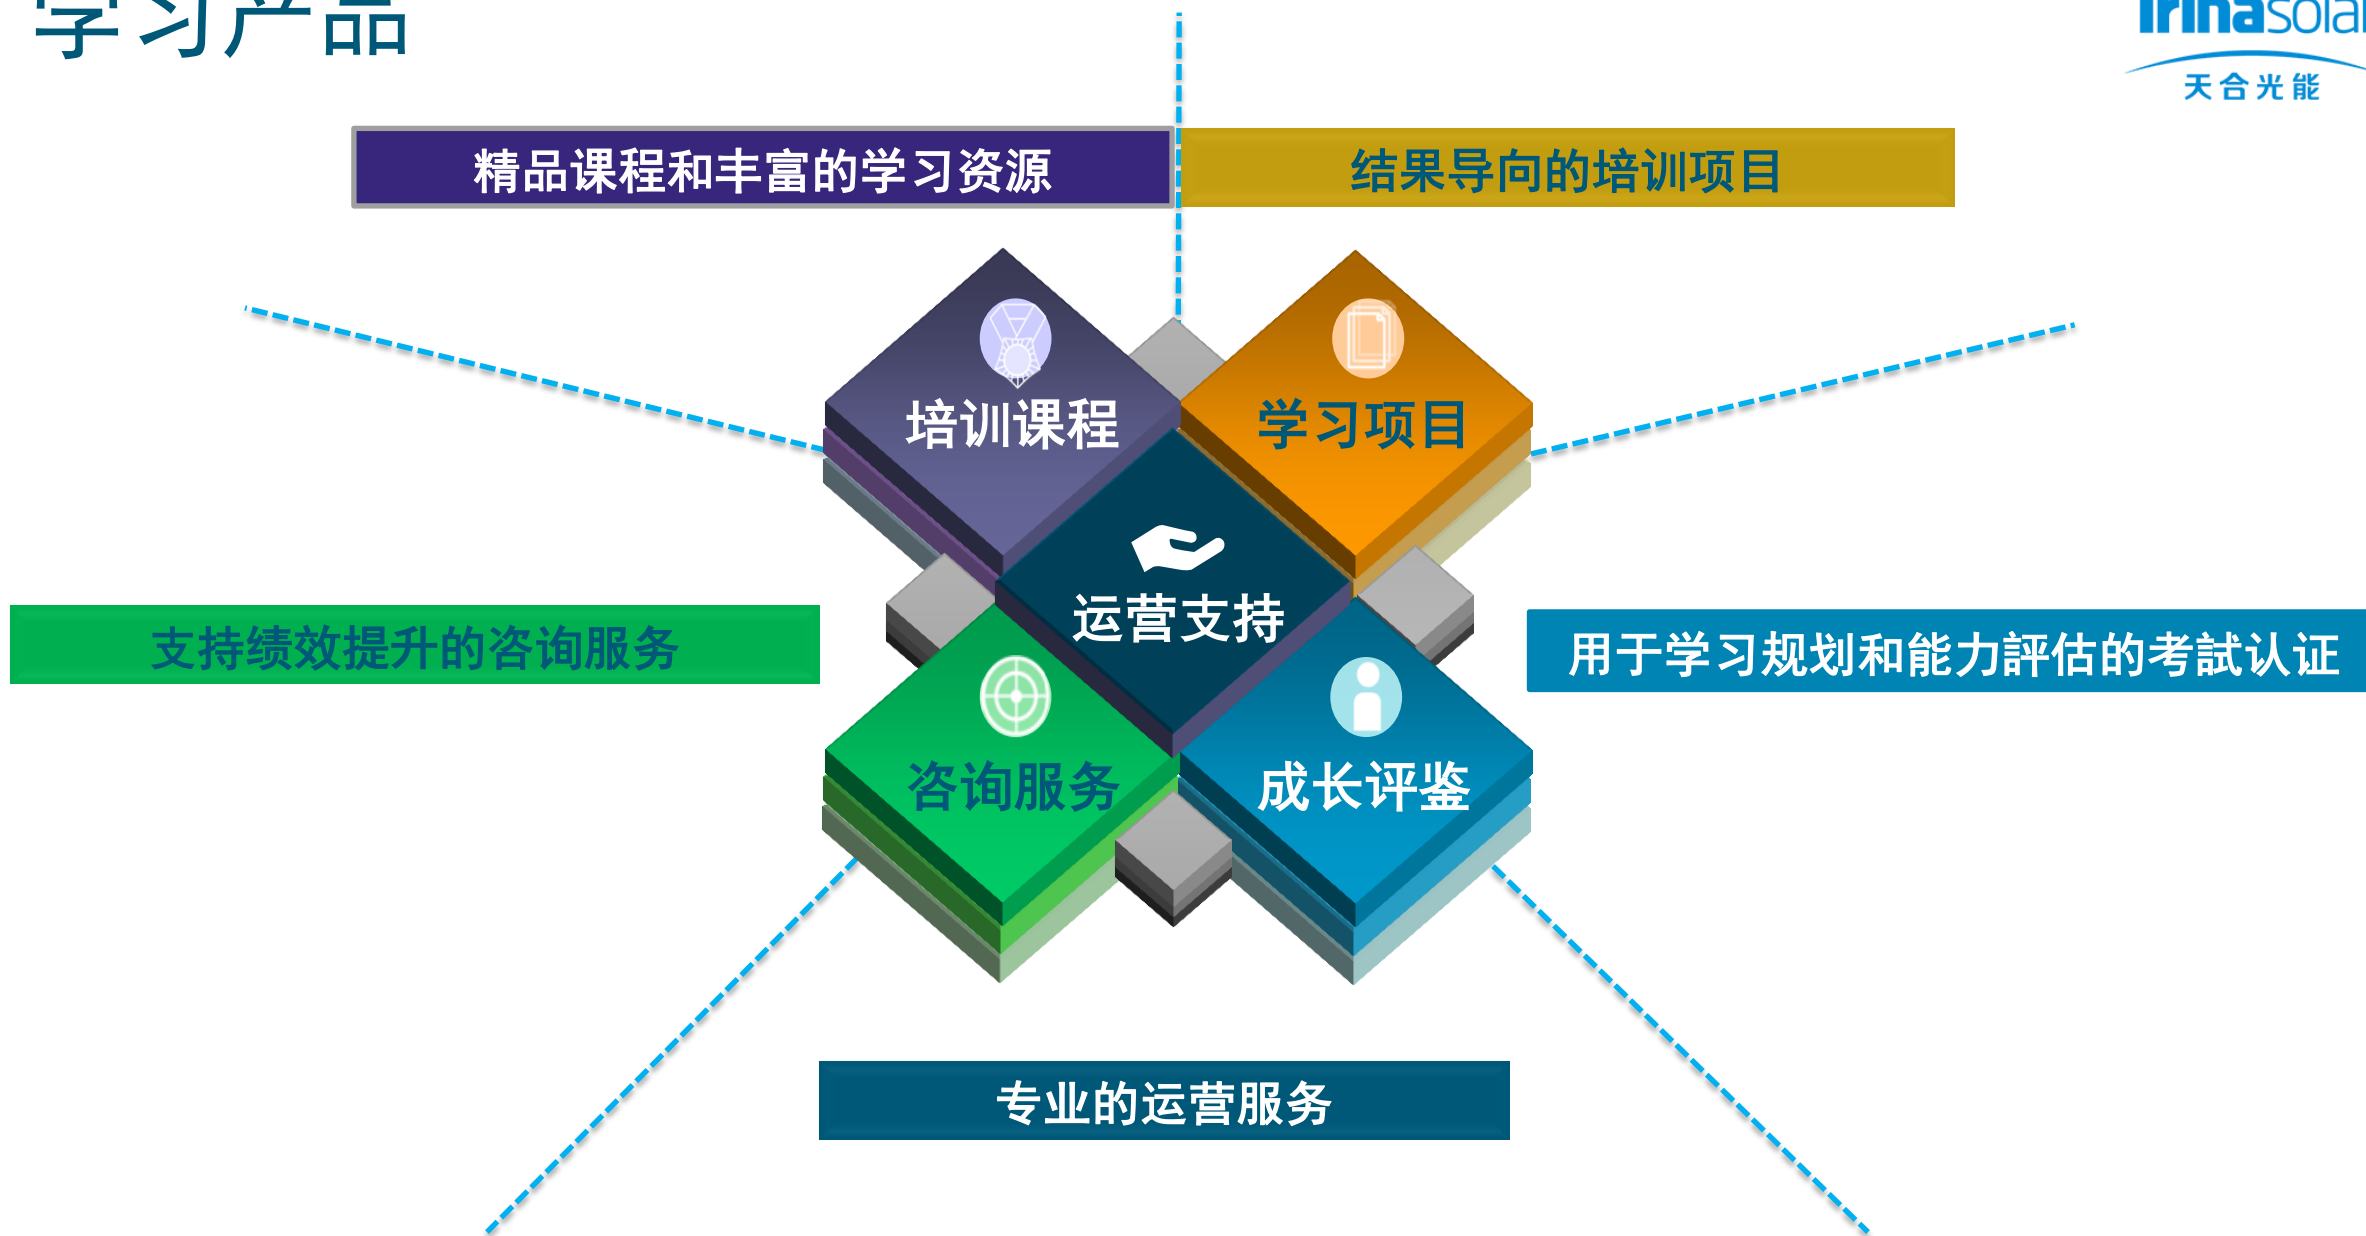 学习产品
Trinasolar
天合光能
精品课程和丰富的学习资源
结果导向的培训项目
培训课程
学习项目
运营支持
支持绩效提升的咨询服务
用于学习规划和能力評估的考試认证
咨询服务
成长评鉴
专业的运营服务